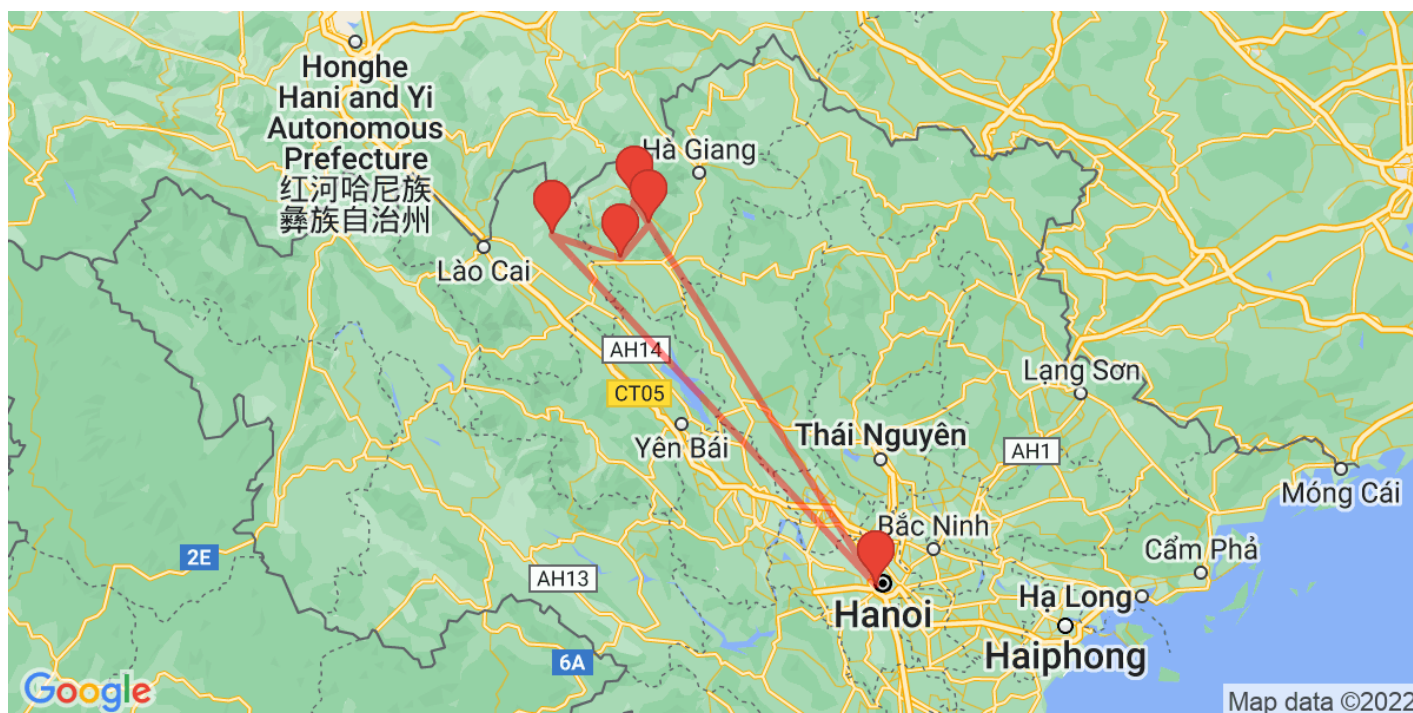 Honghe
Hani and Yi
Autonomous
Prefecture
红河哈尼族
彝族自治州
Hà Giang
Lào Cai
AH14
CT05
Lạng Sơn
Yên Bái
Thái Nguyên
AH1
Móng Cái
Bắc Ninh
Cẩm Phả
2E
AH13
Hanoi
Hạ Long
Haiphong
6A
Google
Map data ©2022